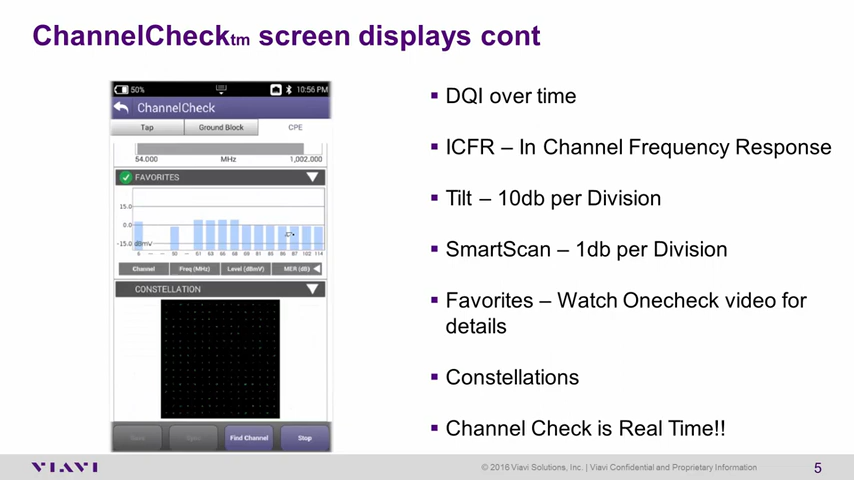 ChannelCheck™ screen displays cont
50%
10:56 PM
ChannelCheck
Tap
Ground Block
CPE
54.000
MHz
1,002.000
FAVORITES
15.0
0.0
-15.0 dBmV
Channel
Freq (MHz)
Level (dBmV)
MER (dB)
CONSTELLATION
Find Channel
Stop
▪ DQI over time
▪ ICFR – In Channel Frequency Response
▪ Tilt – 10db per Division
▪ SmartScan – 1db per Division
▪ Favorites – Watch Onecheck video for
details
▪ Constellations
▪ Channel Check is Real Time!!
VIAVI
© 2016 Viavi Solutions, Inc. | Viavi Confidential and Proprietary Information
5